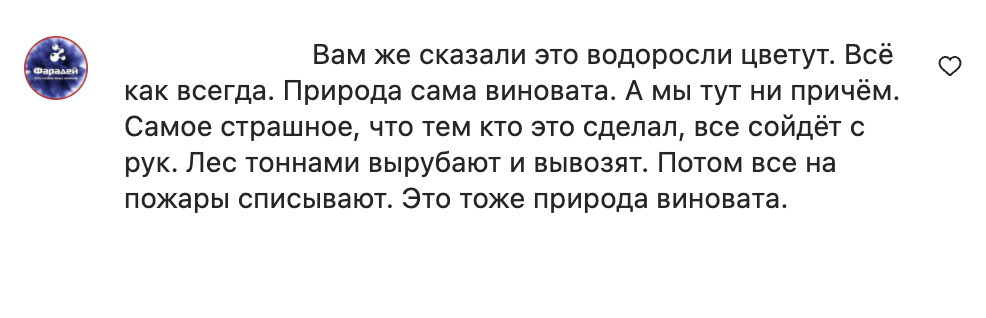 Вам же сказали это водоросли цветут. Всё
как всегда. Природа сама виновата. А мы тут ни причём.
Самое страшное, что тем кто это сделал, все сойдёт с
рук. Лес тоннами вырубают и вывозят. Потом все на
пожары списывают. Это тоже природа виновата.
Фарадей